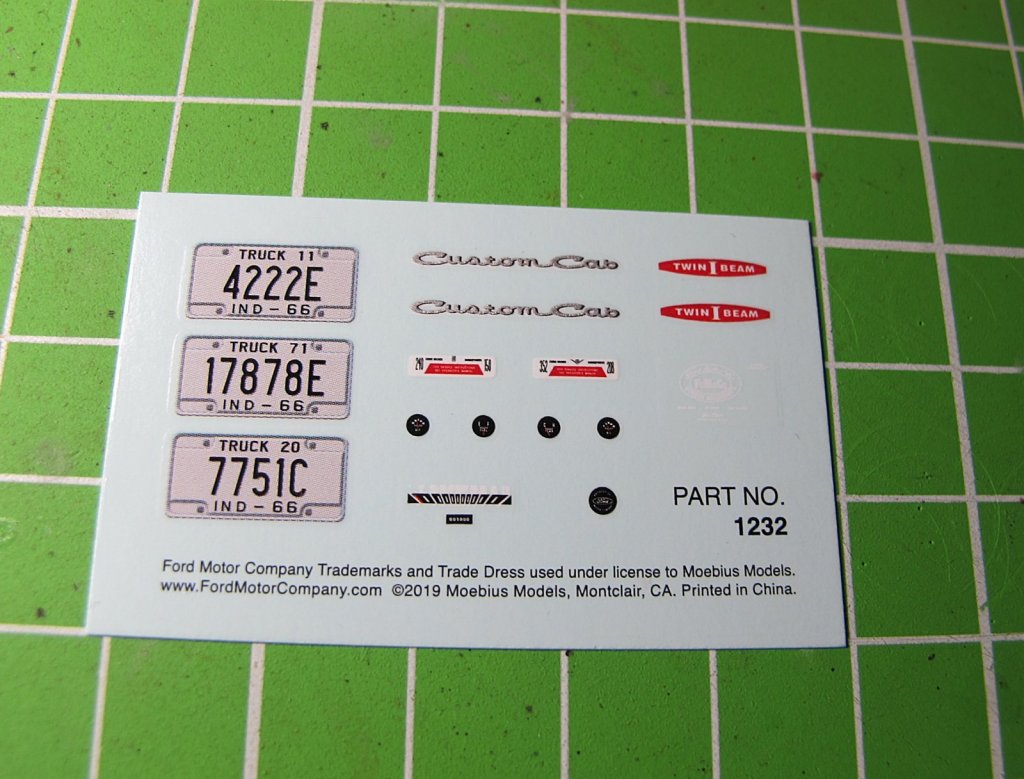 TRUCK 11
4222E
IND - 66
TRUCK 71
17878E
IND - 66
TRUCK 20
7751C
IND - 66
Custom Cab
Custom Cab
TWIN I BEAM
TWIN I BEAM
240
352
PART NO.
1232
Ford Motor Company Trademarks and Trade Dress used under license to Moebius Models.
www.FordMotorCompany.com ©2019 Moebius Models, Montclair, CA. Printed in China.